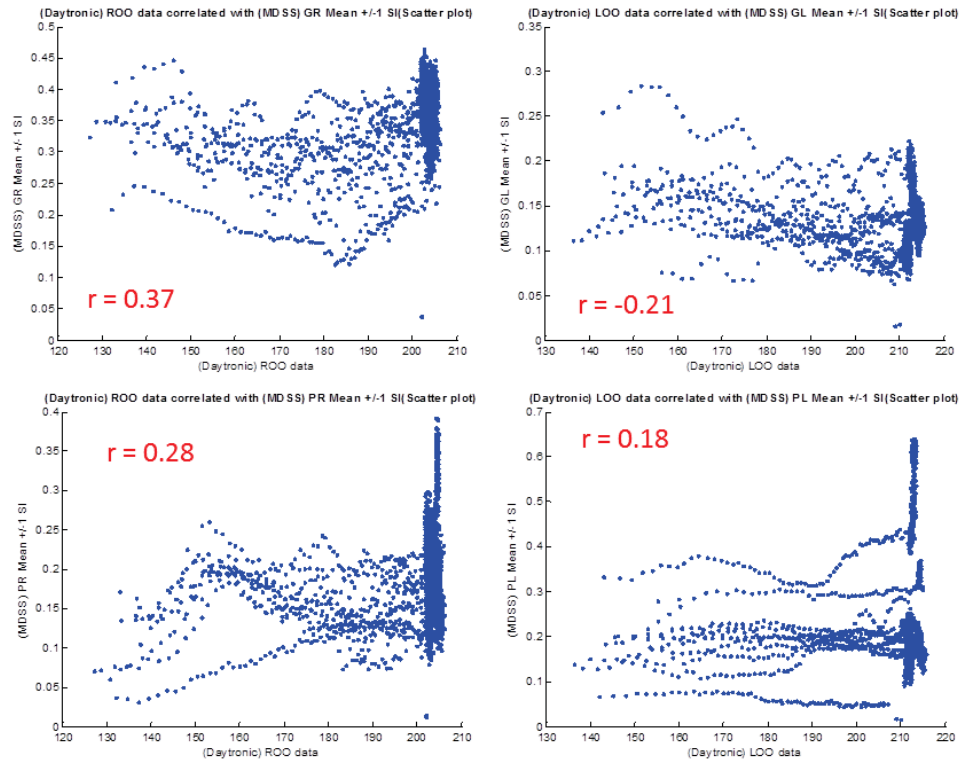 (Daytronic) ROO data correlated with (MDSS) GR Mean +/-1 SI(Scatter plot)
0.5
0.45
0.4
0.35
0.3
0.25
0.2
0.15
0.1
0.05
0
(MDSS) GR Mean +/-1 SI
r = 0.37
120 130 140 150 160 170 180 190 200 210
(Daytronic) ROO data
(Daytronic) LOO data correlated with (MDSS) GL Mean +/-1 SI(Scatter plot)
0.35
0.3
0.25
0.2
0.15
0.1
0.05
0
(MDSS) GL Mean +/-1 SI
r = -0.21
130 140 150 160 170 180 190 200 210 220
(Daytronic) LOO data
(Daytronic) ROO data correlated with (MDSS) PR Mean +/-1 SI(Scatter plot)
0.4
0.35
0.3
0.25
0.2
0.15
0.1
0.05
0
(MDSS) PR Mean +/-1 SI
r = 0.28
120 130 140 150 160 170 180 190 200 210
(Daytronic) ROO data
(Daytronic) LOO data correlated with (MDSS) PL Mean +/-1 SI(Scatter plot)
0.7
0.6
0.5
0.4
0.3
0.2
0.1
0
(MDSS) PL Mean +/-1 SI
r = 0.18
130 140 150 160 170 180 190 200 210 220
(Daytronic) LOO data